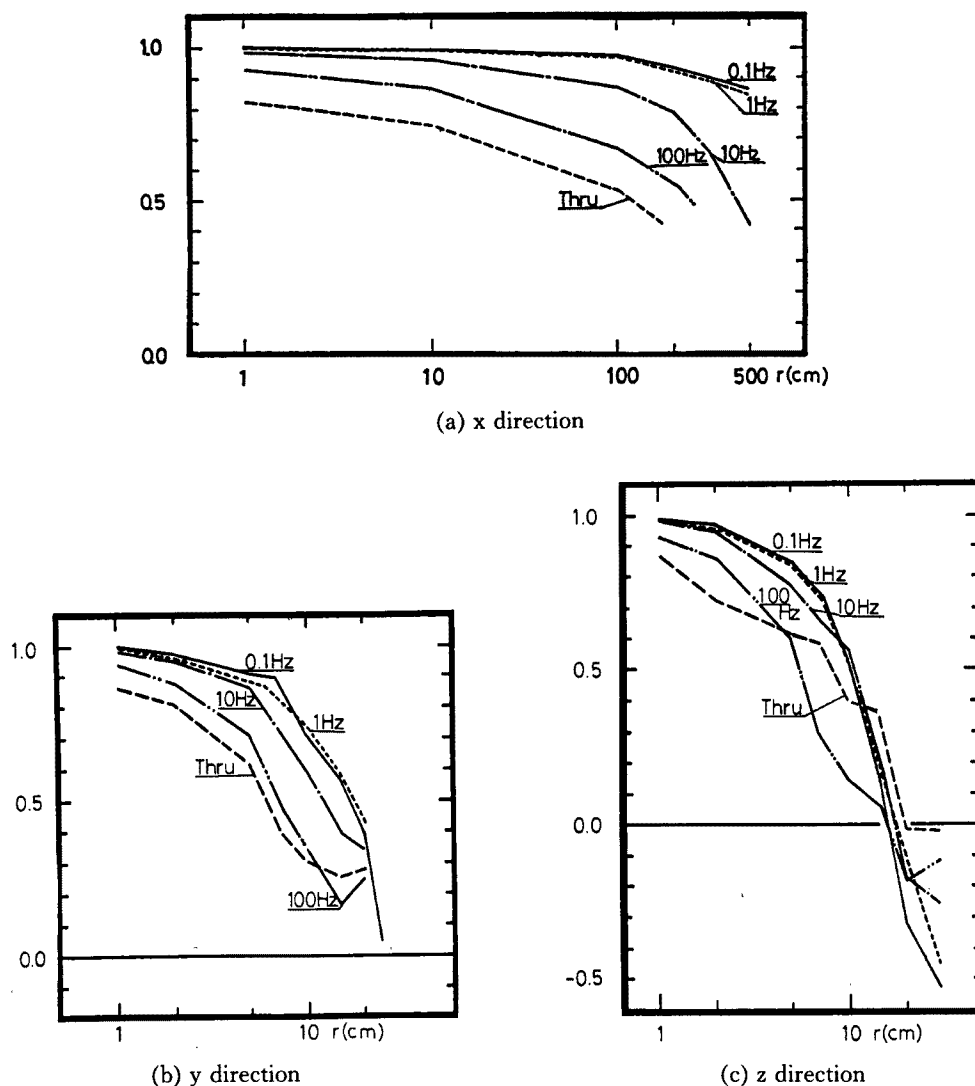 1.0
0.5
0.0
0.1Hz
1Hz
100Hz
10Hz
Thru
1
10
100
500 r(cm)
(a) x direction
1.0
0.5
0.0
0.1Hz
10Hz
1Hz
Thru
100Hz
1
10 r(cm)
(b) y direction
1.0
0.5
0.0
-0.5
0.1Hz
1Hz
100
Hz
10Hz
Thru
1
10 r(cm)
(c) z direction